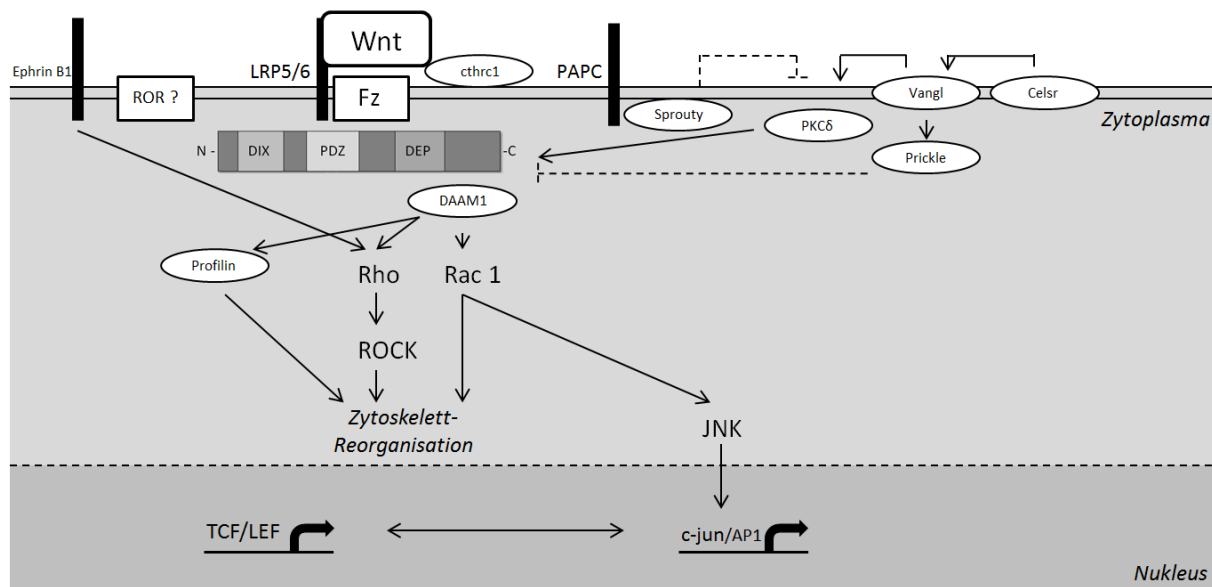 Wnt
Ephrin B1
LRP5/6
cthrc1
PAPC
ROR ?
Fz
Vangl
Celsr
Sprouty
PKCδ
Zytoplasma
N -
DIX
PDZ
DEP
-C
Prickle
DAAM1
Profilin
Rho
Rac 1
ROCK
Zytoskelett-
Reorganisation
JNK
TCF/LEF
c-jun/AP1
Nukleus